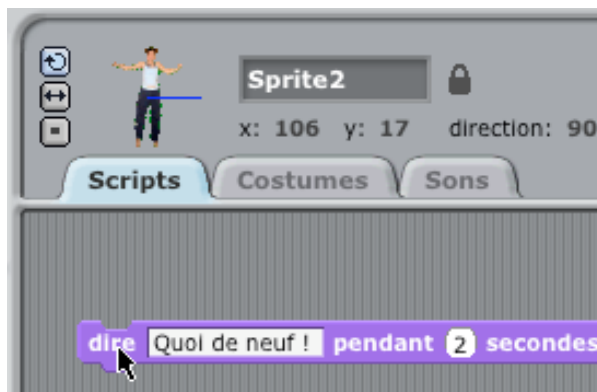 Sprite2
x: 106 y: 17 direction: 90
Scripts Costumes Sons
dire Quoi de neuf ! pendant 2 secondes